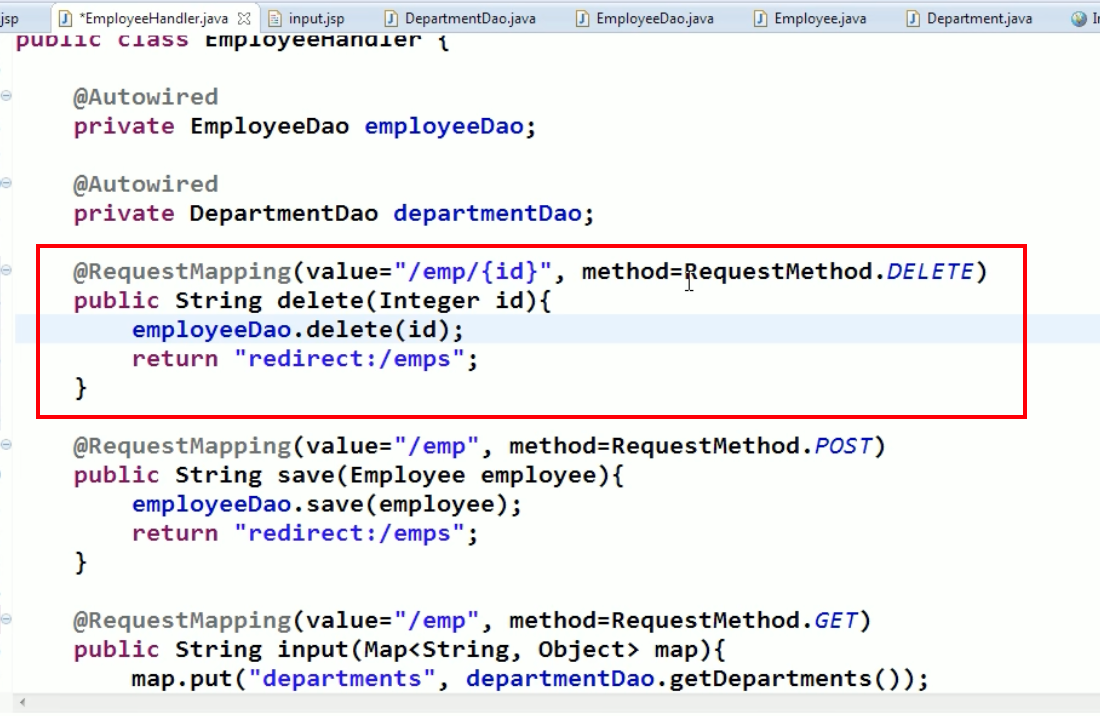 jsp *EmployeeHandler.java input.jsp DepartmentDao.java EmployeeDao.java Employee.java Department.java
public class EmployeeHandler {
@Autowired
private EmployeeDao employeeDao;
@Autowired
private DepartmentDao departmentDao;
@RequestMapping(value="/emp/{id}", method=RequestMethod.DELETE)
public String delete(Integer id){
employeeDao.delete(id);
return "redirect:/emps";
}
@RequestMapping(value="/emp", method=RequestMethod.POST)
public String save(Employee employee){
employeeDao.save(employee);
return "redirect:/emps";
}
@RequestMapping(value="/emp", method=RequestMethod.GET)
public String input(Map<String, Object> map){
map.put("departments", departmentDao.getDepartments());